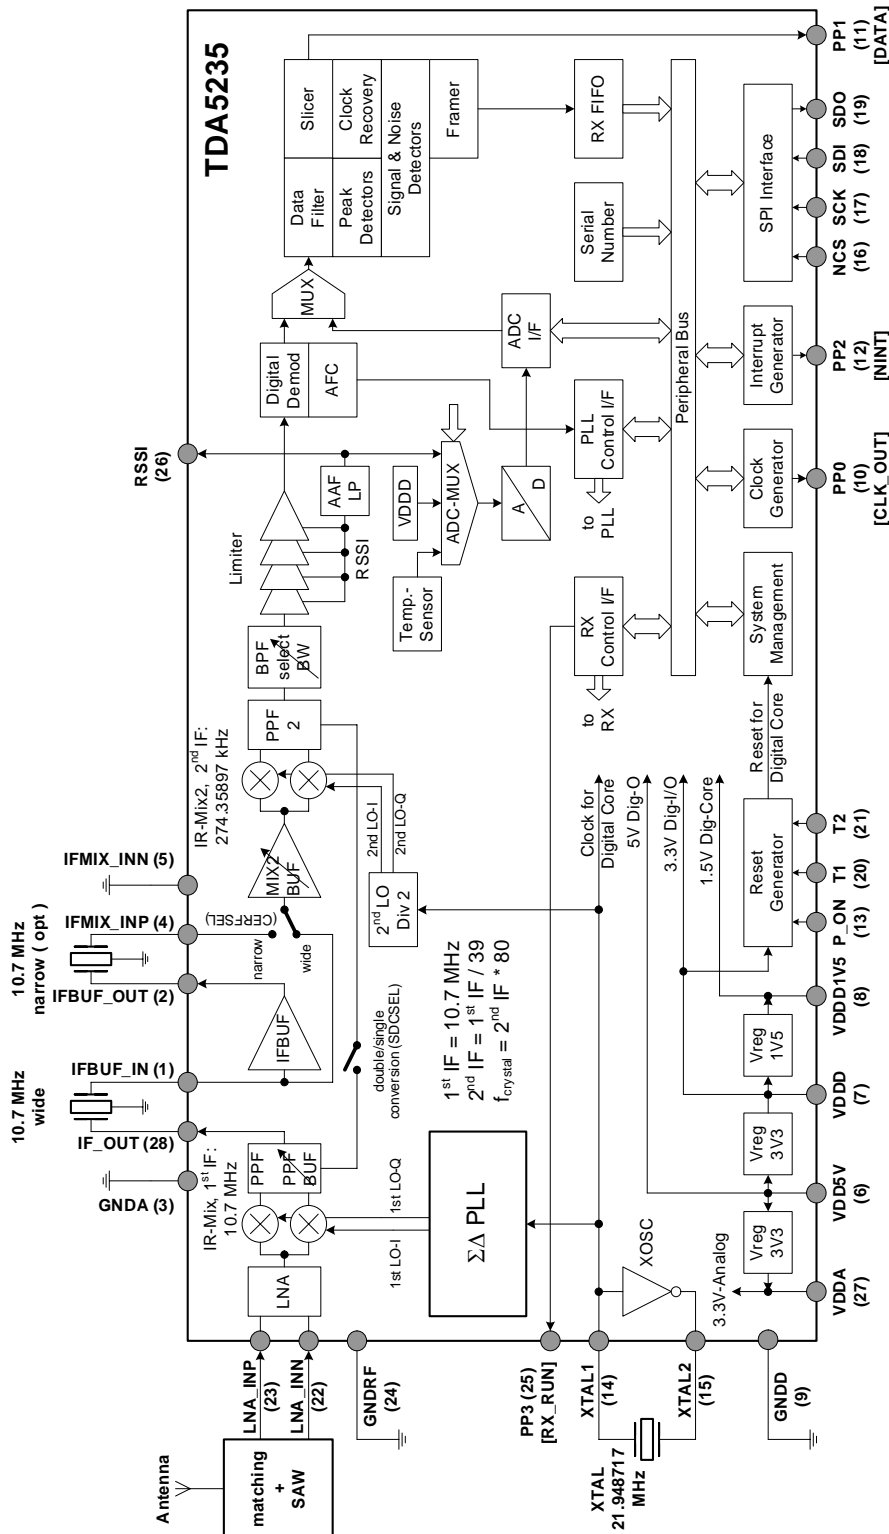 TDA5235
Antenna
matching
+
SAW
LNA_INP
(23)
LNA_INN
(22)
GNDRF
(24)
PP3 (25)
[RX_RUN]
XTAL1
(14)
XTAL
21.948717
MHz
XTAL2
(15)
GNDD
(9)
GNDA (3)
IF_OUT (28)
10.7 MHz
wide
IFBUF_IN (1)
IFBUF_OUT (2)
10.7 MHz
narrow ( opt )
IFMIX_INP (4)
IFMIX_INN (5)
RSSI
(26)
LNA
IR-Mix, 1st IF:
10.7 MHz
PPF
PPF
BUF
1st LO-I
1st LO-Q
ΣΔ PLL
IFBUF
double/single
conversion (SDCSEL)
narrow
wide
(CERFSEL)
MIX2
BUF
IR-Mix2, 2nd IF:
274.35897 kHz
2nd LO-I
2nd LO-Q
2nd LO
Div 2
PPF
2
BPF
select
BW
Limiter
RSSI
AAF
LP
Digital
Demod
AFC
MUX
Data
Filter
Slicer
Peak
Detectors
Clock
Recovery
Signal & Noise
Detectors
Framer
1st IF = 10.7 MHz
2nd IF = 1st IF / 39
fcrystal = 2nd IF * 80
Temp.-
Sensor
VDDD
ADC-MUX
A
D
ADC
I/F
Serial
Number
RX FIFO
to
RX
RX
Control I/F
to
PLL
PLL
Control I/F
Peripheral Bus
XOSC
Clock for
Digital Core
5V Dig-O
3.3V Dig-I/O
1.5V Dig-Core
3.3V-Analog
Vreg
3V3
Vreg
3V3
Vreg
1V5
Reset
Generator
Reset for
Digital Core
System
Management
Clock
Generator
Interrupt
Generator
SPI Interface
VDDA
(27)
VDD5V
(6)
VDDD
(7)
VDDD1V5
(8)
P_ON
(13)
T1
(20)
T2
(21)
PP0
(10)
[CLK_OUT]
PP2
(12)
[NINT]
NCS
(16)
SCK
(17)
SDI
(18)
SDO
(19)
PP1
(11)
[DATA]